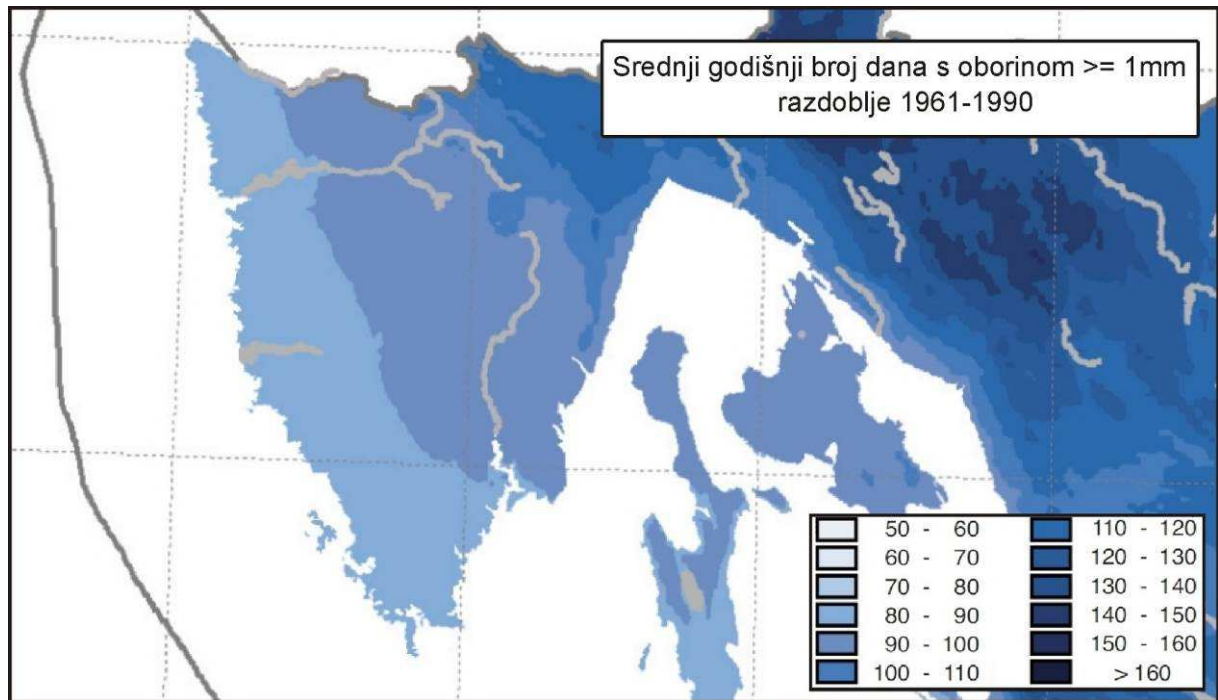 Srednji godišnji broj dana s oborinom >= 1mm
razdoblje 1961-1990
50 - 60
60 - 70
70 - 80
80 - 90
90 - 100
100 - 110
110 - 120
120 - 130
130 - 140
140 - 150
150 - 160
>160